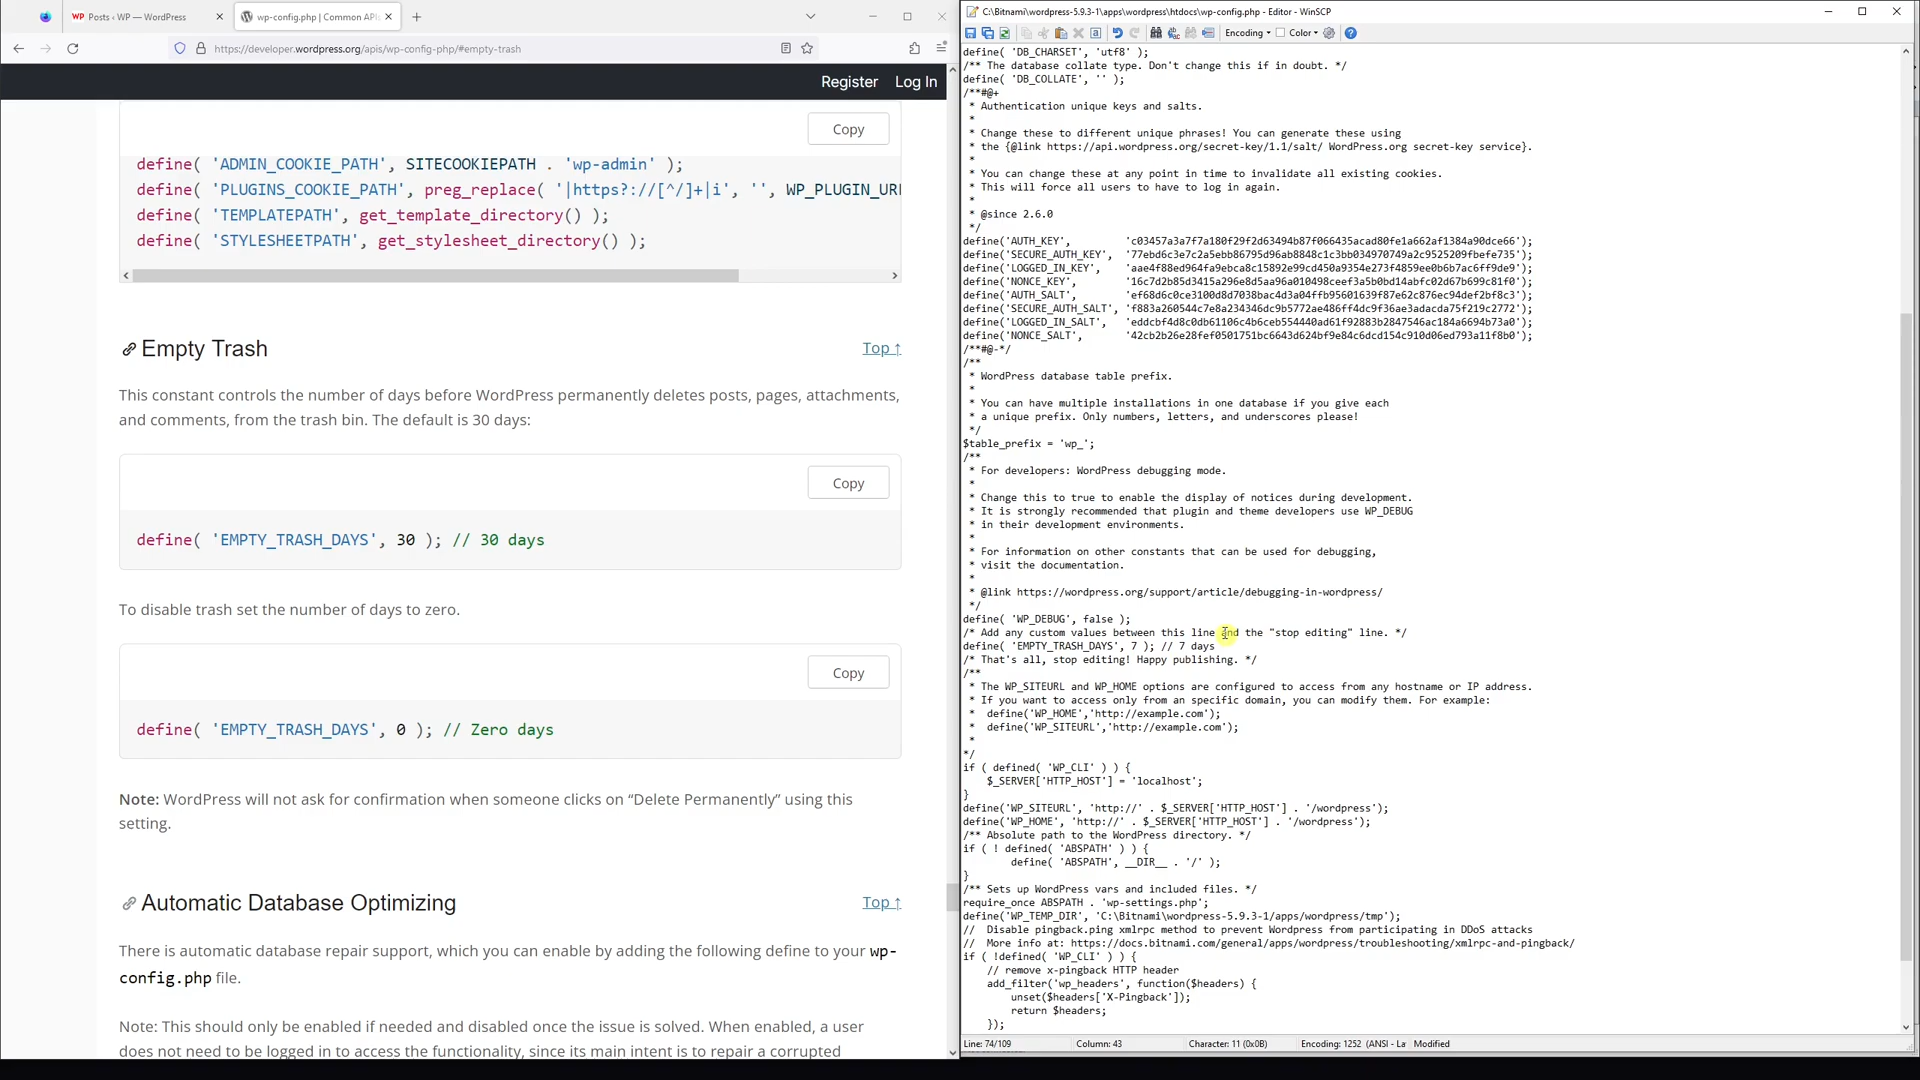 Posts ‹ WP — WordPress
wp-config.php | Common APIs
https://developer.wordpress.org/apis/wp-config-php/#empty-trash
Register Log In
Copy
define( 'ADMIN_COOKIE_PATH', SITECOOKIEPATH . 'wp-admin' );
define( 'PLUGINS_COOKIE_PATH', preg_replace( '|https?://[^/]+|i', '', WP_PLUGIN_URL
define( 'TEMPLATEPATH', get_template_directory() );
define( 'STYLESHEETPATH', get_stylesheet_directory() );
Empty Trash
Top ↑
This constant controls the number of days before WordPress permanently deletes posts, pages, attachments,
and comments, from the trash bin. The default is 30 days:
Copy
define( 'EMPTY_TRASH_DAYS', 30 ); // 30 days
To disable trash set the number of days to zero.
Copy
define( 'EMPTY_TRASH_DAYS', 0 ); // Zero days
Note: WordPress will not ask for confirmation when someone clicks on “Delete Permanently” using this
setting.
Automatic Database Optimizing
Top ↑
There is automatic database repair support, which you can enable by adding the following define to your wp-
config.php file.
Note: This should only be enabled if needed and disabled once the issue is solved. When enabled, a user
does not need to be logged in to access the functionality, since its main intent is to repair a corrupted
C:\Bitnami\wordpress-5.9.3-1\apps\wordpress\htdocs\wp-config.php - Editor - WinSCP
Encoding Color
define( 'DB_CHARSET', 'utf8' );
/** The database collate type. Don't change this if in doubt. */
define( 'DB_COLLATE', '' );
/**#@+
* Authentication unique keys and salts.
*
* Change these to different unique phrases! You can generate these using
* the {@link https://api.wordpress.org/secret-key/1.1/salt/ WordPress.org secret-key service}.
*
* You can change these at any point in time to invalidate all existing cookies.
* This will force all users to have to log in again.
*
* @since 2.6.0
*/
define('AUTH_KEY', 'c03457a3a7f7a180f29f2d63494b87f066435acad80fe1a662af1384a90dce66');
define('SECURE_AUTH_KEY', '77ebd6c3e7c2a5ebb86795d96ab8848c1c3bb034970749a2c9525209fbefe735');
define('LOGGED_IN_KEY', 'aae4f88ed964fa9ebca8c15892e99cd450a9354e273f4859ee0b6b7ac6ff9de9');
define('NONCE_KEY', '16c7d2b85d3415a296e8d5aa96a010498ceef3a5b0bd14abfc02d67b699c81f0');
define('AUTH_SALT', 'ef68d6c0ce3100d8d7038bac4d3a04ffb95601639f87e62c876ec94def2bf8c3');
define('SECURE_AUTH_SALT', 'f883a260544c7e8a234346dc9b5772ae486ff4dc9f36ae3adacda75f219c2772');
define('LOGGED_IN_SALT', 'eddcbf4d8c0db61106c4b6ceb554440ad61f92883b2847546ac184a6694b73a0');
define('NONCE_SALT', '42cb2b26e28fef0501751bc6643d624bf9e84c6dcd154c910d06ed793a11f8b0');
/**#@-*/
/**
* WordPress database table prefix.
*
* You can have multiple installations in one database if you give each
* a unique prefix. Only numbers, letters, and underscores please!
*/
$table_prefix = 'wp_';
/**
* For developers: WordPress debugging mode.
*
* Change this to true to enable the display of notices during development.
* It is strongly recommended that plugin and theme developers use WP_DEBUG
* in their development environments.
*
* For information on other constants that can be used for debugging,
* visit the documentation.
*
* @link https://wordpress.org/support/article/debugging-in-wordpress/
*/
define( 'WP_DEBUG', false );
/* Add any custom values between this line and the "stop editing" line. */
define( 'EMPTY_TRASH_DAYS', 7 ); // 7 days
/* That's all, stop editing! Happy publishing. */
/**
* The WP_SITEURL and WP_HOME options are configured to access from any hostname or IP address.
* If you want to access only from an specific domain, you can modify them. For example:
* define('WP_HOME','http://example.com');
* define('WP_SITEURL','http://example.com');
*
*/
if ( defined( 'WP_CLI' ) ) {
$_SERVER['HTTP_HOST'] = 'localhost';
}
define('WP_SITEURL', 'http://' . $_SERVER['HTTP_HOST'] . '/wordpress');
define('WP_HOME', 'http://' . $_SERVER['HTTP_HOST'] . '/wordpress');
/** Absolute path to the WordPress directory. */
if ( ! defined( 'ABSPATH' ) ) {
define( 'ABSPATH', __DIR__ . '/' );
}
/** Sets up WordPress vars and included files. */
require_once ABSPATH . 'wp-settings.php';
define('WP_TEMP_DIR', 'C:\Bitnami\wordpress-5.9.3-1/apps/wordpress/tmp');
// Disable pingback.ping xmlrpc method to prevent Wordpress from participating in DDoS attacks
// More info at: https://docs.bitnami.com/general/apps/wordpress/troubleshooting/xmlrpc-and-pingback/
if ( !defined( 'WP_CLI' ) ) {
// remove x-pingback HTTP header
add_filter('wp_headers', function($headers) {
unset($headers['X-Pingback']);
return $headers;
});
Line: 74/109 Column: 43 Character: 11 (0x0B) Encoding: 1252 (ANSI - La Modified